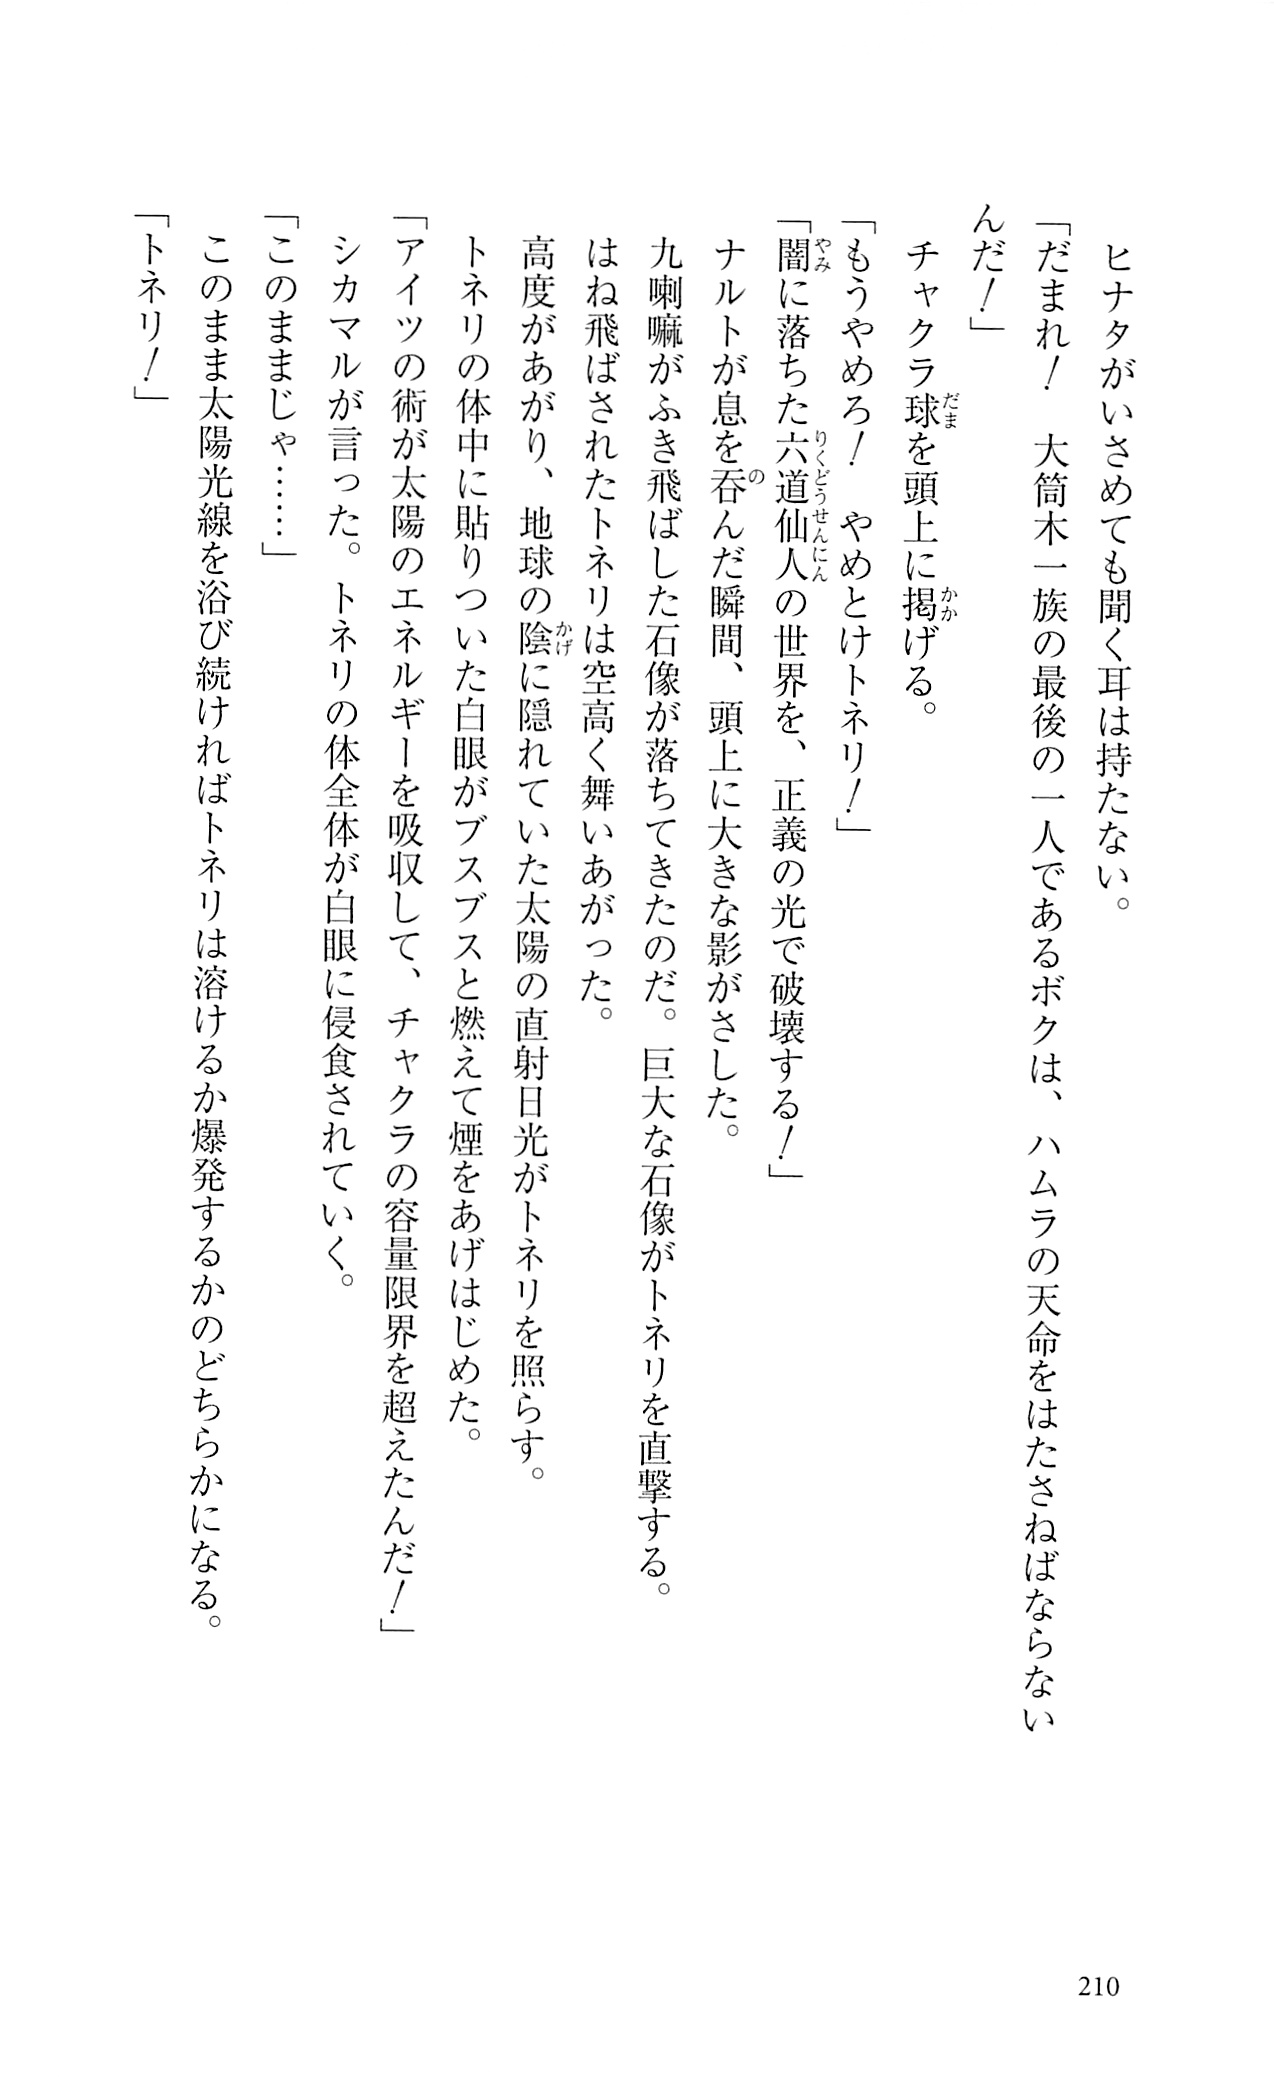 ヒナタがいさめても聞く耳は持たない。
「だまれ！　大筒木一族の最後の一人であるボクは、ハムラの天命をはたさねばならない
んだ！」
チャクラ球を頭上に掲げる。
「もうやめろ！　やめとけトネリ！」
「闇に落ちた六道仙人の世界を、正義の光で破壊する！」
ナルトが息を呑んだ瞬間、頭上に大きな影がさした。
九喇嘛がふき飛ばした石像が落ちてきたのだ。巨大な石像がトネリを直撃する。
はね飛ばされたトネリは空高く舞いあがった。
高度があがり、地球の陰に隠れていた太陽の直射日光がトネリを照らす。
トネリの体中に貼りついた白眼がブスブスと燃えて煙をあげはじめた。
「アイツの術が太陽のエネルギーを吸収して、チャクラの容量限界を超えたんだ！」
シカマルが言った。トネリの体全体が白眼に侵食されていく。
「このままじゃ……」
このまま太陽光線を浴び続ければトネリは溶けるか爆発するかのどちらかになる。
「トネリ！」
210